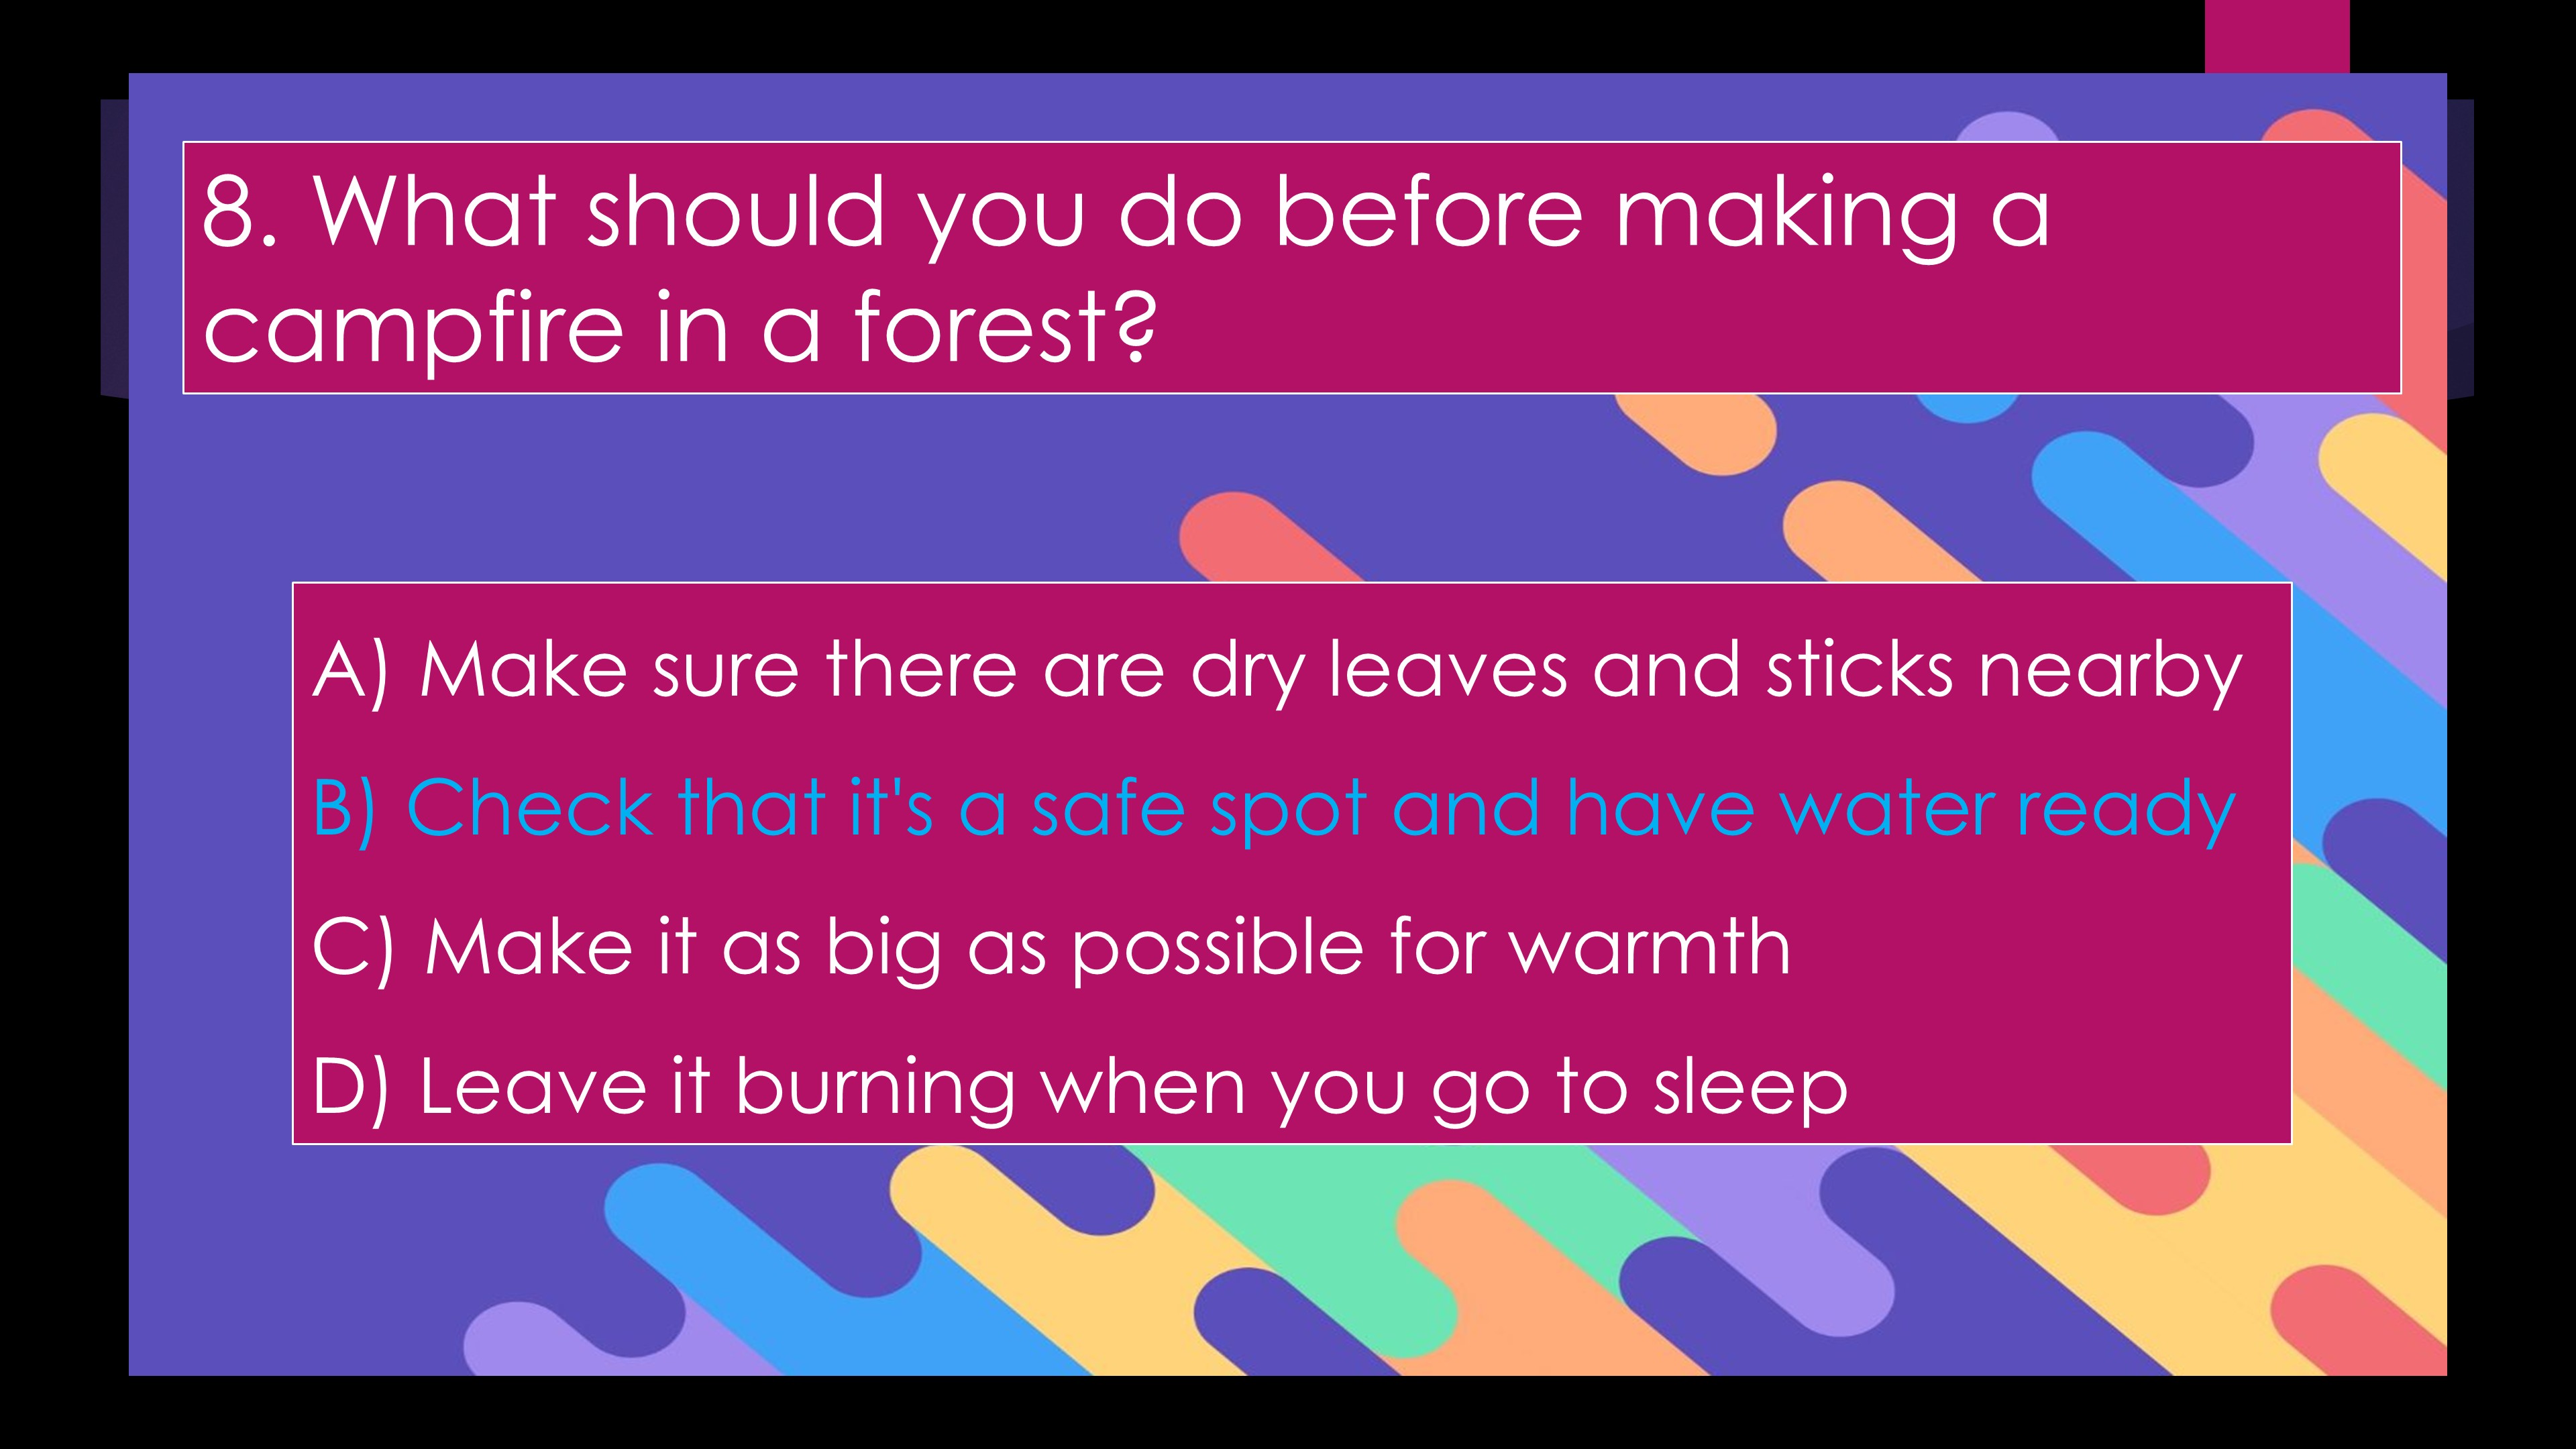 8. What should you do before making a
campfire in a forest?
A) Make sure there are dry leaves and sticks nearby
B) Check that it's a safe spot and have water ready
C) Make it as big as possible for warmth
D) Leave it burning when you go to sleep